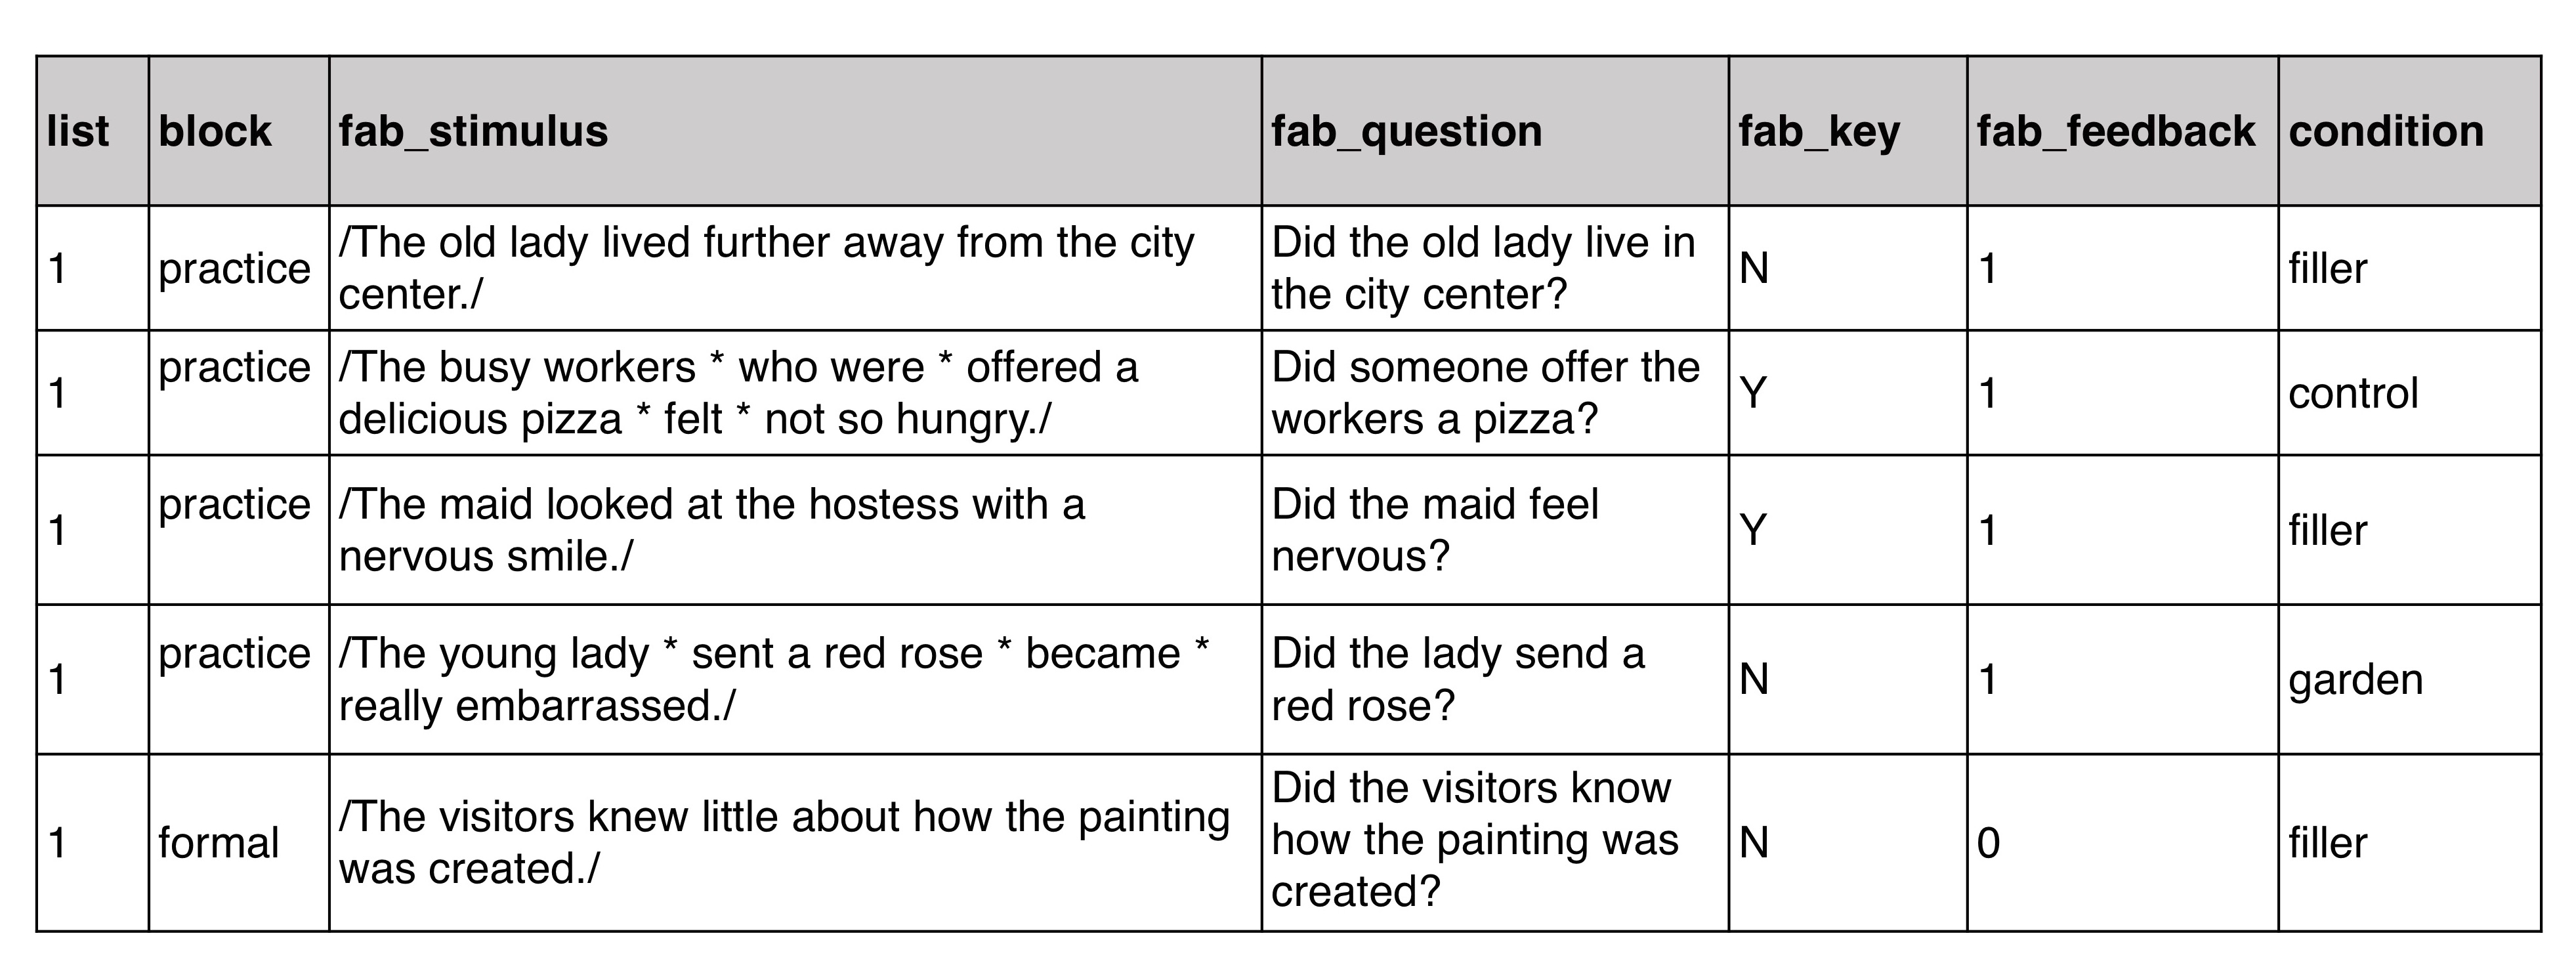 list block fab_stimulus fab_question fab_key fab_feedback condition
1 practice /The old lady lived further away from the city center./ Did the old lady live in the city center? N 1 filler
1 practice /The busy workers * who were * offered a delicious pizza * felt * not so hungry./ Did someone offer the workers a pizza? Y 1 control
1 practice /The maid looked at the hostess with a nervous smile./ Did the maid feel nervous? Y 1 filler
1 practice /The young lady * sent a red rose * became * really embarrassed./ Did the lady send a red rose? N 1 garden
1 formal /The visitors knew little about how the painting was created./ Did the visitors know how the painting was created? N 0 filler